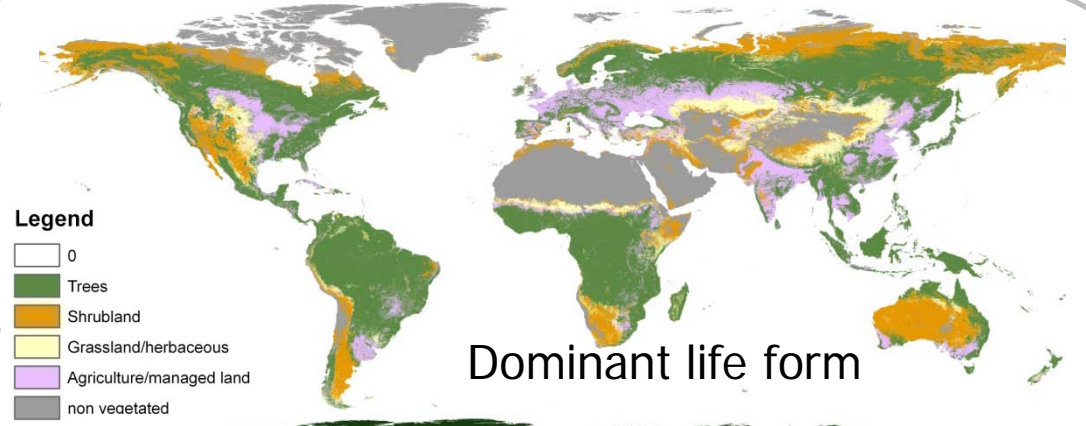 Legend
0
Trees
Shrubland
Grassland/herbaceous
Agriculture/managed land
non vegetated
Dominant life form